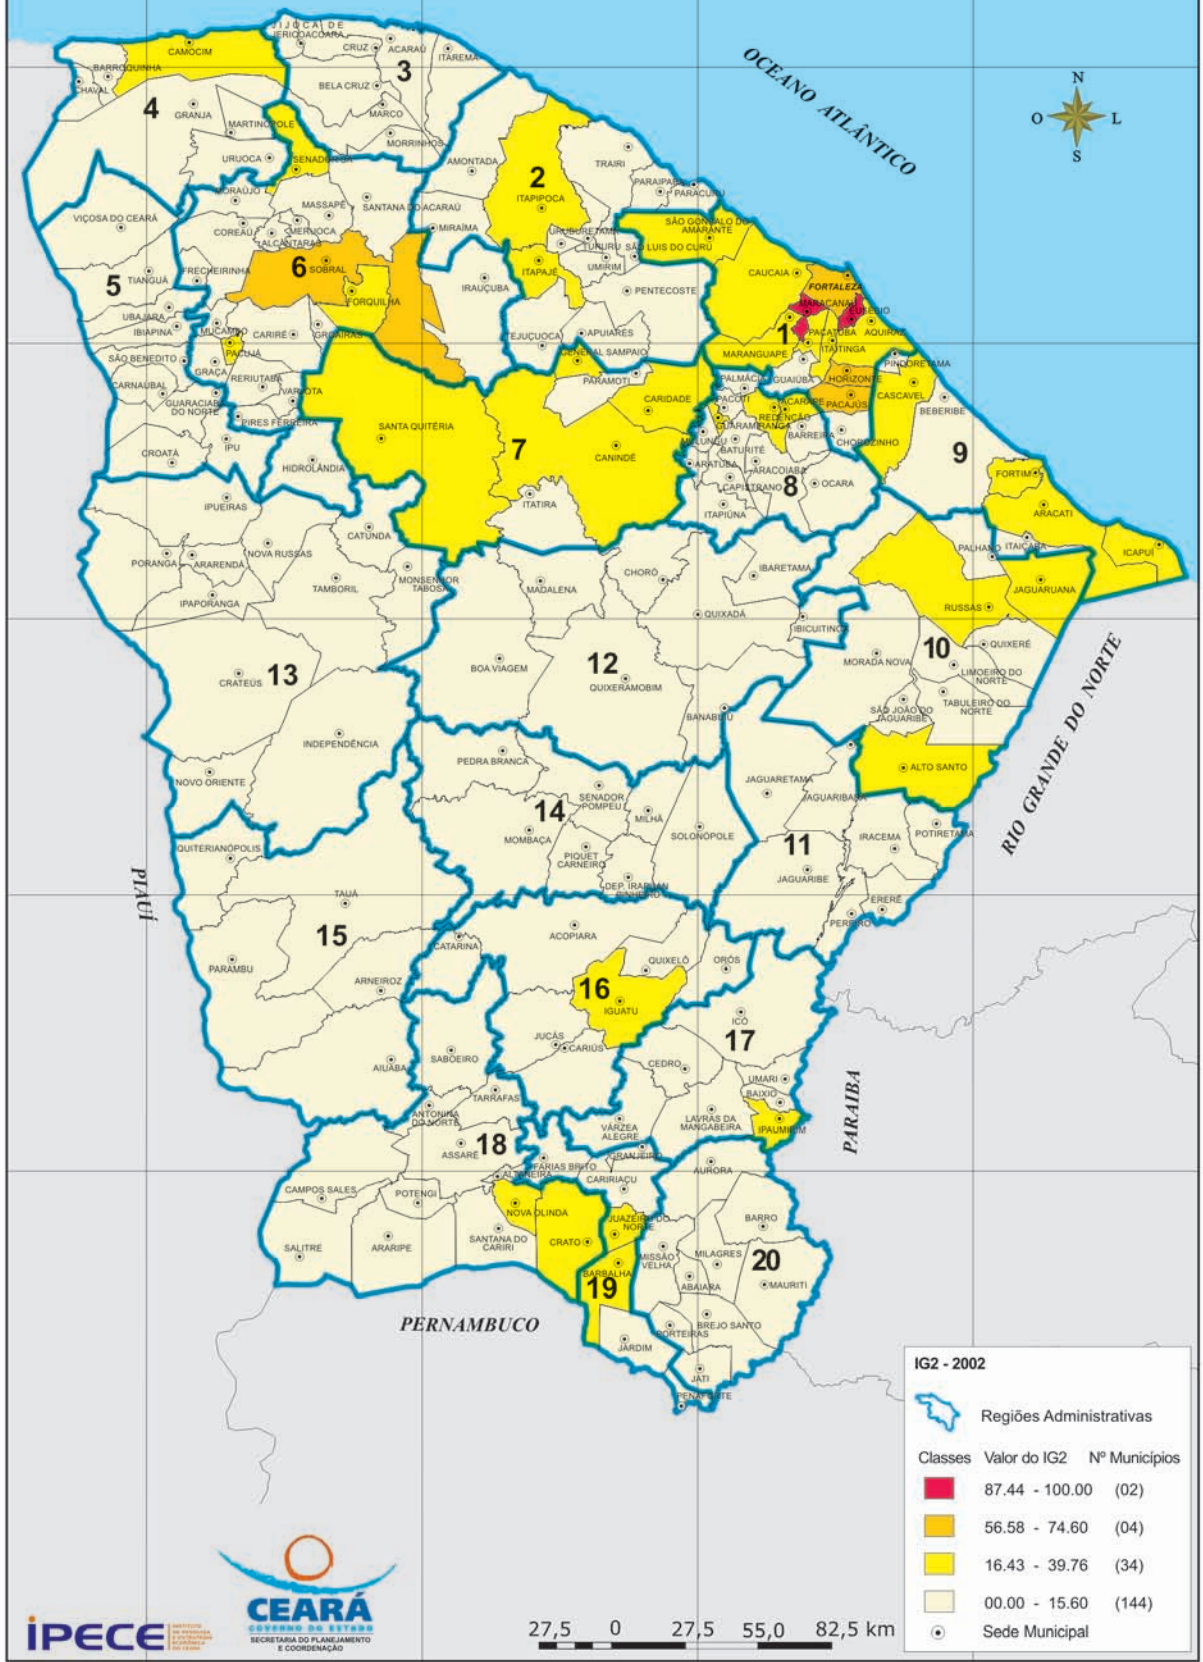 OCEANO ATLÂNTICO
N
O
L
S
JIJOCA DE
JERICOACOARA
CRUZ
ACARAÚ
ITAREMA
3
CAMOCIM
BARROQUINHA
CHAVAL
BELA CRUZ
MARCO
4
GRANJA
MARTINÓPOLE
MORRINHOS
URUOCA
SENADOR SÁ
AMONTADA
TRAIRI
2
ITAPIPOCA
PARAIPABA
PARACURU
MORAÚJO
MASSAPÊ
SANTANA DO ACARAÚ
VIÇOSA DO CEARÁ
COREAÚ
MERUOCA
ALCÂNTARAS
MIRAÍMA
URUBURETAMA
TURURU
SÃO LUIS DO CURU
SÃO GONÇALO DO
AMARANTE
UMIRIM
ITAPAJÉ
6
SOBRAL
FRECHEIRINHA
TIANGUÁ
5
FORQUILHA
IRAUÇUBA
PENTECOSTE
CAUCAIA
FORTALEZA
MARACANAÚ
EUSÉBIO
UBAJARA
IBIAPINA
MUCAMBO
CARIRÉ
GROAÍRAS
PACUJÁ
TEJUÇUOCA
APUIARÉS
GENERAL SAMPAIO
1
PACATUBA
AQUIRAZ
MARANGUAPE
ITAITINGA
SÃO BENEDITO
GRAÇA
CARNAUBAL
RERIUTABA
VARJOTA
GUARACIABA
DO NORTE
PIRES FERREIRA
PARAMOTI
PALMÁCIA
GUAIÚBA
HORIZONTE
PINDORETAMA
CASCAVEL
BEBERIBE
CARIDADE
PACOTI
ACARAPE
PACAJÚS
REDENÇÃO
GUARAMIRANGA
CHOROZINHO
SANTA QUITÉRIA
7
CANINDÉ
MULUNGU
BARREIRA
BATURITÉ
ARATUBA
ARACOIABA
CAPISTRANO
8
OCARA
9
CROATÁ
IPU
HIDROLÂNDIA
ITATIRA
ITAPIÚNA
FORTIM
ARACATI
IPUEIRAS
CATUNDA
PALHANO
ITAIÇABA
ICAPUÍ
PORANGA
ARARENDÁ
NOVA RUSSAS
IPAPORANGA
TAMBORIL
MONSENHOR
TABOSA
MADALENA
CHORÓ
IBARETAMA
JAGUARUANA
RUSSAS
QUIXADÁ
IBICUITINGA
CRATEÚS
13
BOA VIAGEM
12
QUIXERAMOBIM
MORADA NOVA
10
QUIXERÉ
LIMOEIRO DO
NORTE
SÃO JOÃO DO
JAGUARIBE
TABULEIRO DO
NORTE
BANABUIÚ
RIO GRANDE DO NORTE
INDEPENDÊNCIA
NOVO ORIENTE
PEDRA BRANCA
ALTO SANTO
JAGUARETAMA
JAGUARIBARA
SENADOR
POMPEU
14
MILHÃ
MOMBAÇA
SOLONÓPOLE
POTIRETAMA
IRACEMA
11
PIQUET
CARNEIRO
QUITERIANÓPOLIS
DEP. IRAPUAN
PINHEIRO
JAGUARIBE
PIAUÍ
TAUÁ
ERERÉ
PEREIRO
15
PARAMBU
CATARINA
ACOPIARA
ARNEIROZ
QUIXELÔ
ORÓS
16
IGUATU
ICÓ
17
JUCÁS
CARIÚS
SABOEIRO
AIUABA
CEDRO
UMARI
BAIXIO
TARRAFAS
ANTONINA
DO NORTE
LAVRAS DA
MANGABEIRA
IPAUMIRIM
PARAIBA
VÁRZEA
ALEGRE
18
ASSARÉ
GRANJEIRO
FARIAS BRITO
ALTANEIRA
CARIRIAÇU
AURORA
CAMPOS SALES
POTENGI
NOVA OLINDA
JUAZEIRO DO
NORTE
BARRO
SALITRE
ARARIPE
SANTANA DO
CARIRI
CRATO
BARBALHA
19
MISSÃO
VELHA
MILAGRES
20
ABAIARA
MAURITI
PERNAMBUCO
BREJO SANTO
PORTEIRAS
JARDIM
JATI
PENAFORTE
IG2 - 2002
Regiões Administrativas
Classes Valor do IG2 Nº Municípios
87.44 - 100.00 (02)
56.58 - 74.60 (04)
16.43 - 39.76 (34)
00.00 - 15.60 (144)
Sede Municipal
iPECE
INSTITUTO
DE PESQUISA
E ESTRATÉGIA
ECONÔMICA
DO CEARÁ
CEARÁ
GOVERNO DO ESTADO
SECRETARIA DO PLANEJAMENTO
E COORDENAÇÃO
27,5 0 27,5 55,0 82,5 km